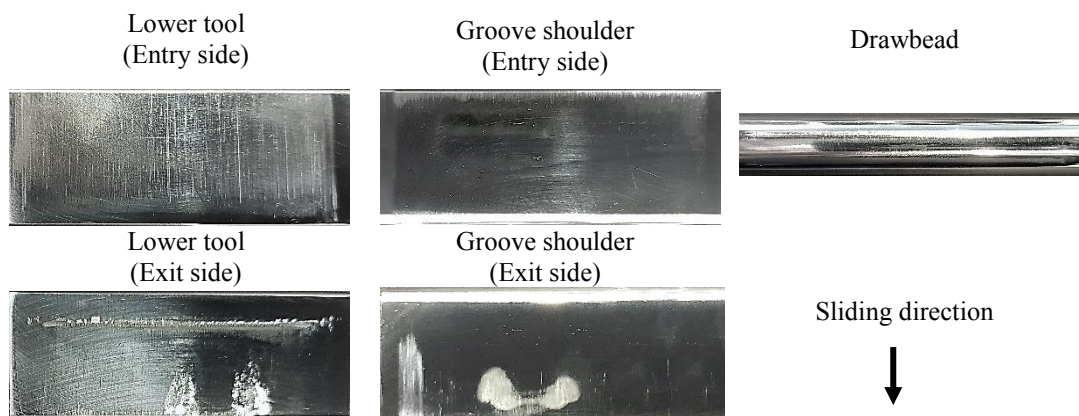 Lower tool
(Entry side)
Groove shoulder
(Entry side)
Drawbead
Lower tool
(Exit side)
Groove shoulder
(Exit side)
Sliding direction